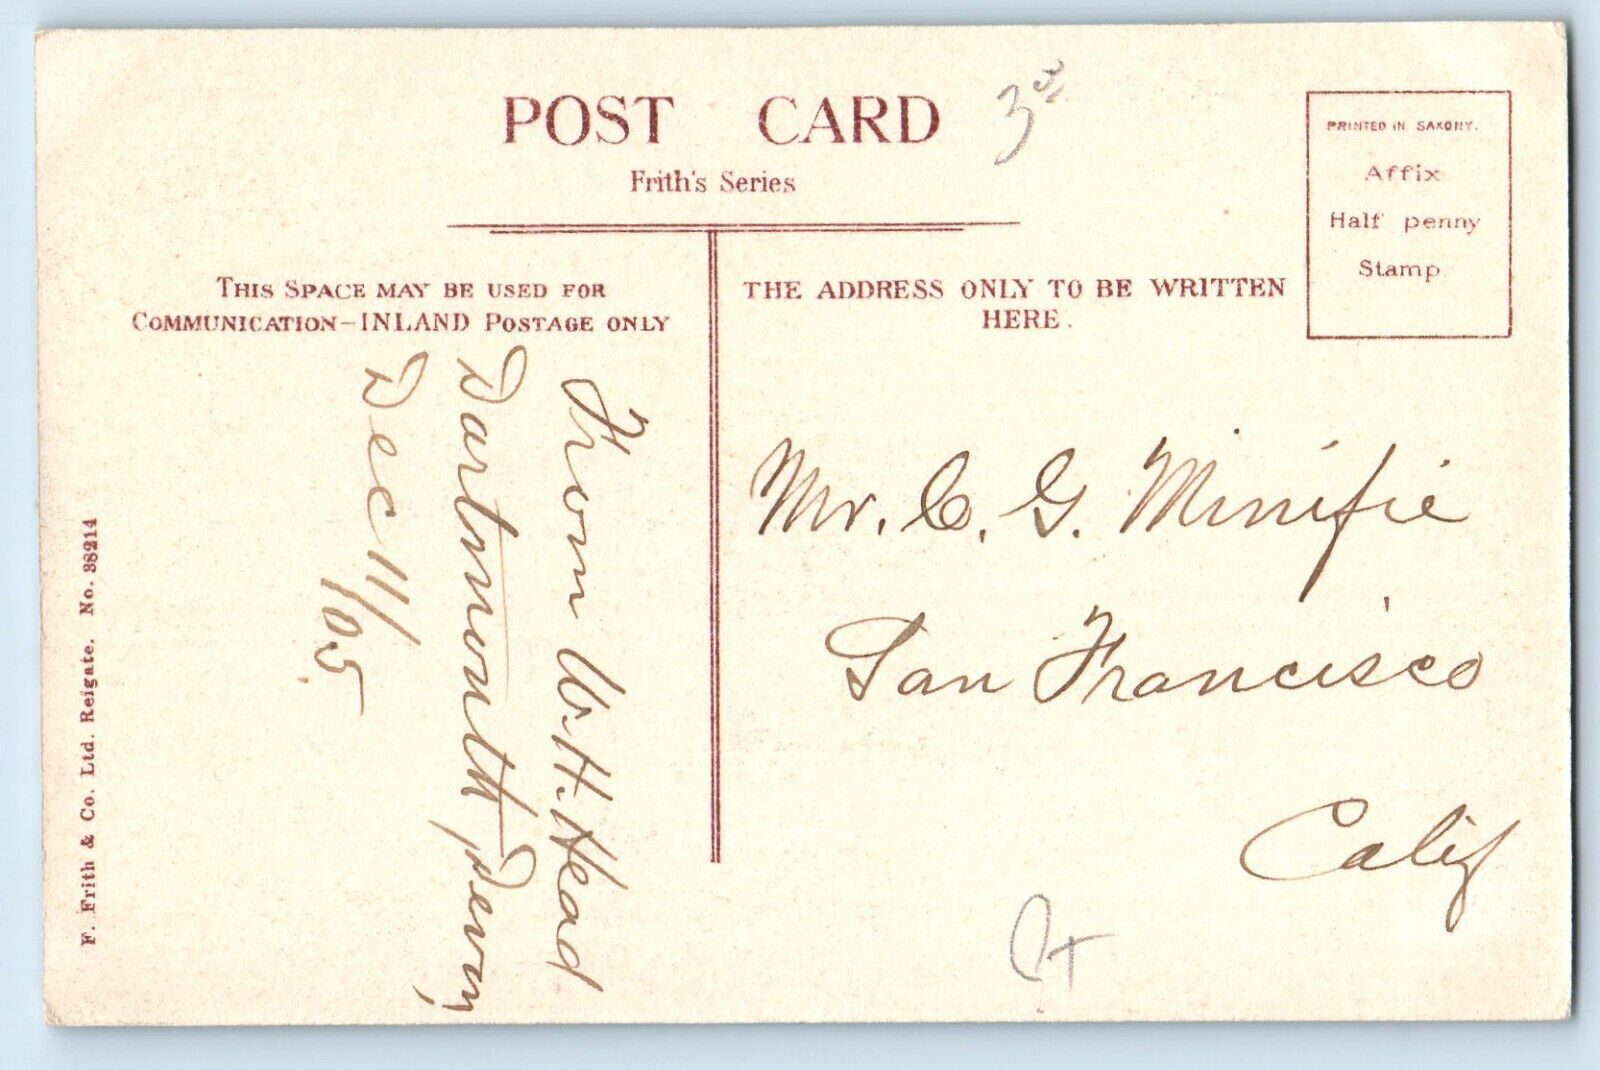 POST CARD
3
Frith's Series
PRINTED IN SAXONY.
Affix
Half penny
Stamp
THIS SPACE MAY BE USED FOR
COMMUNICATION-INLAND POSTAGE ONLY
THE ADDRESS ONLY TO BE WRITTEN
HERE.
From W.H. Head
Dartmouth, Devon,
Dec 11/05
Mr. C. G. Minifie
San Francisco
Calif
F. Frith & Co. Ltd. Reigate. No. 38214